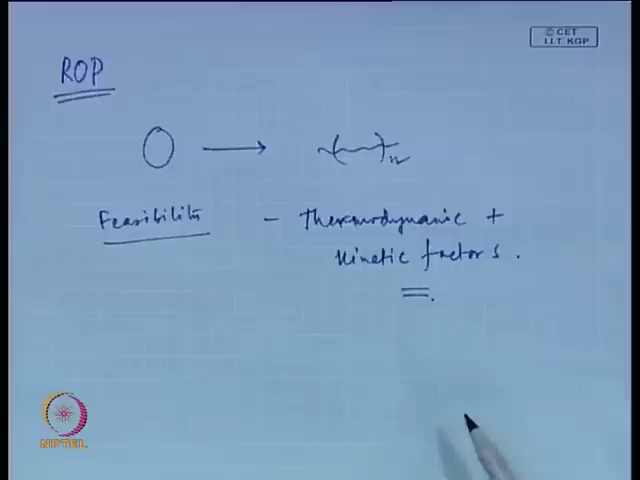 © CET
I.I.T. KGP
ROP
n
Feasibility - Thermodynamic +
Kinetic factors.
NPTEL